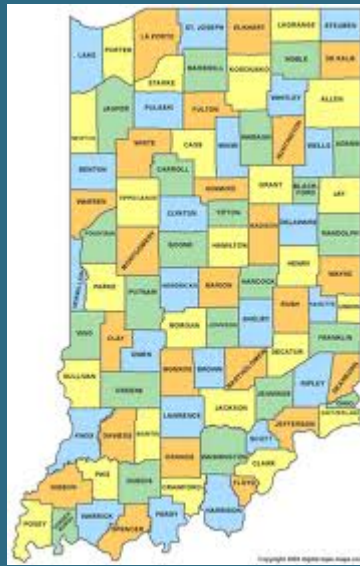 ST. JOSEPH
ELKHART
LAGRANGE
STEUBEN
LAKE
PORTER
LA PORTE
NOBLE
DE KALB
MARSHALL
KOSCIUSKO
STARKE
JASPER
PULASKI
FULTON
WHITLEY
ALLEN
NEWTON
WABASH
HUNTINGTON
WHITE
CASS
MIAMI
WELLS
ADAMS
BENTON
CARROLL
GRANT
BLACK-
FORD
JAY
WARREN
TIPPECANOE
HOWARD
CLINTON
TIPTON
DELAWARE
RANDOLPH
FOUNTAIN
MONTGOMERY
BOONE
HAMILTON
MADISON
HENRY
WAYNE
VERMILLION
PARKE
PUTNAM
HENDRICKS
MARION
HANCOCK
RUSH
FAYETTE
UNION
VIGO
CLAY
MORGAN
JOHNSON
SHELBY
FRANKLIN
OWEN
DECATUR
SULLIVAN
MONROE
BROWN
BARTHOLOMEW
RIPLEY
DEARBORN
GREENE
JENNINGS
OHIO
JACKSON
SWITZERLAND
LAWRENCE
JEFFERSON
KNOX
DAVIESS
MARTIN
SCOTT
ORANGE
WASHINGTON
CLARK
PIKE
DUBOIS
GIBSON
CRAWFORD
FLOYD
POSEY
WARRICK
SPENCER
PERRY
HARRISON